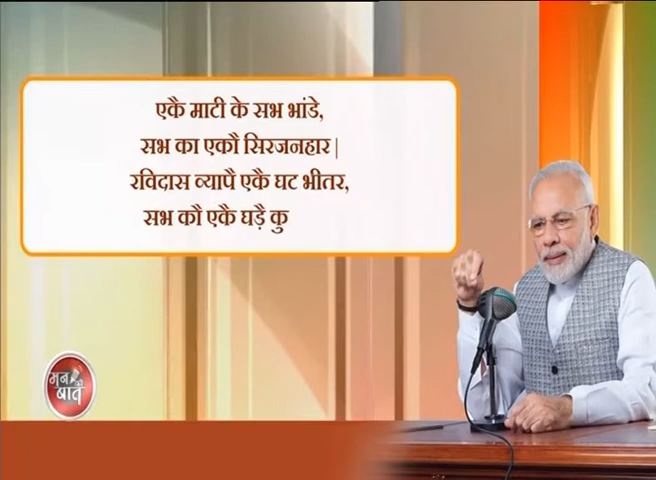 एकै माटी के सभ भांडे,
सभ का एकौ सिरजनहार |
रविदास व्यापै एकै घट भीतर,
सभ कौ एकै घड़ै कु
मन की
बात